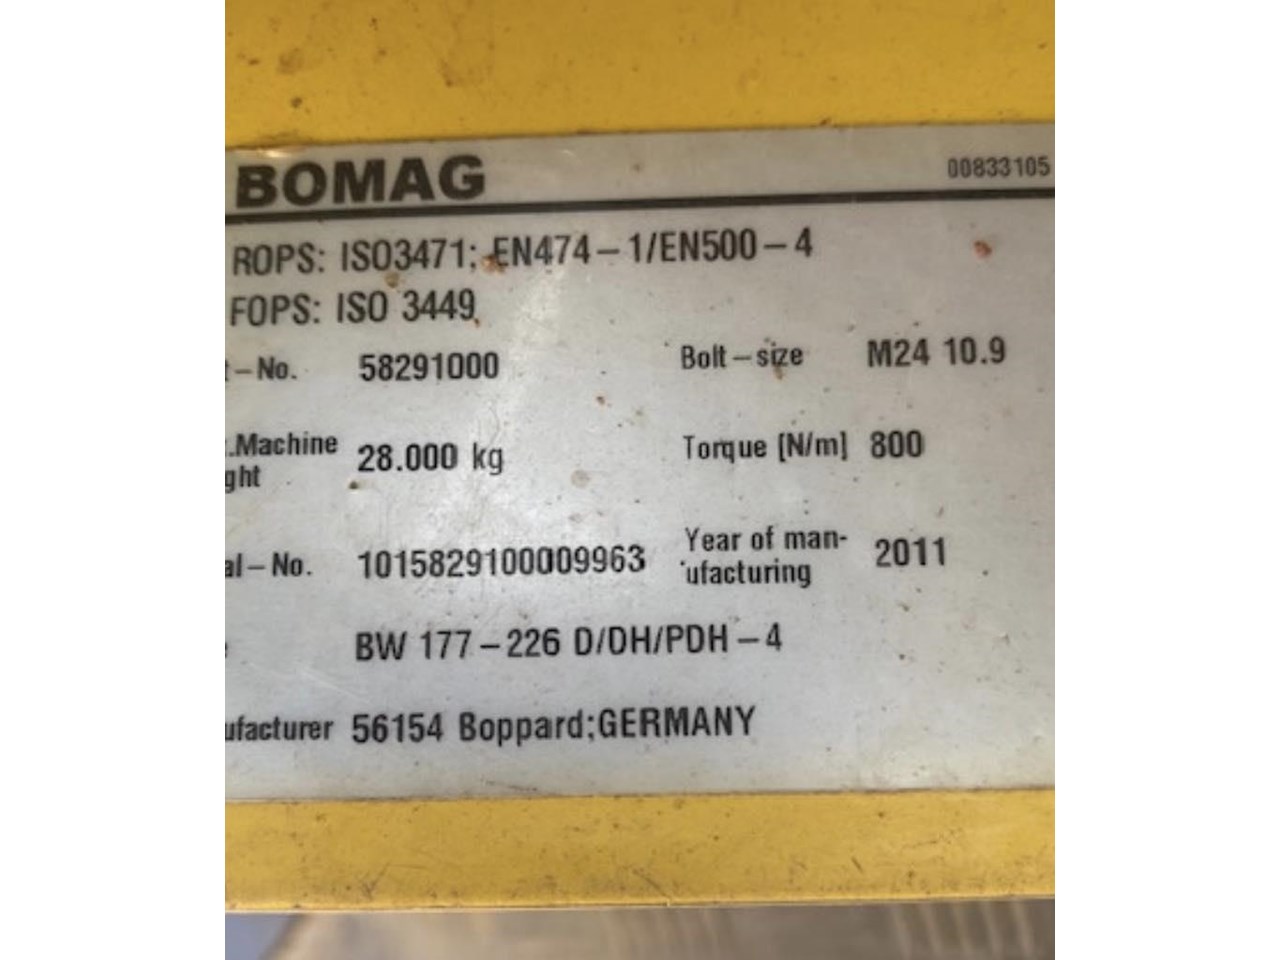 BOMAG 00833105
ROPS: ISO3471; EN474-1/EN500-4
FOPS: ISO 3449
t-No. 58291000 Bolt-size M24 10.9
.Machine
ght 28.000 kg Torque [N/m] 800
al-No. 1015829100009963 Year of man-
ufacturing 2011
BW 177-226 D/DH/PDH-4
ufacturer 56154 Boppard;GERMANY